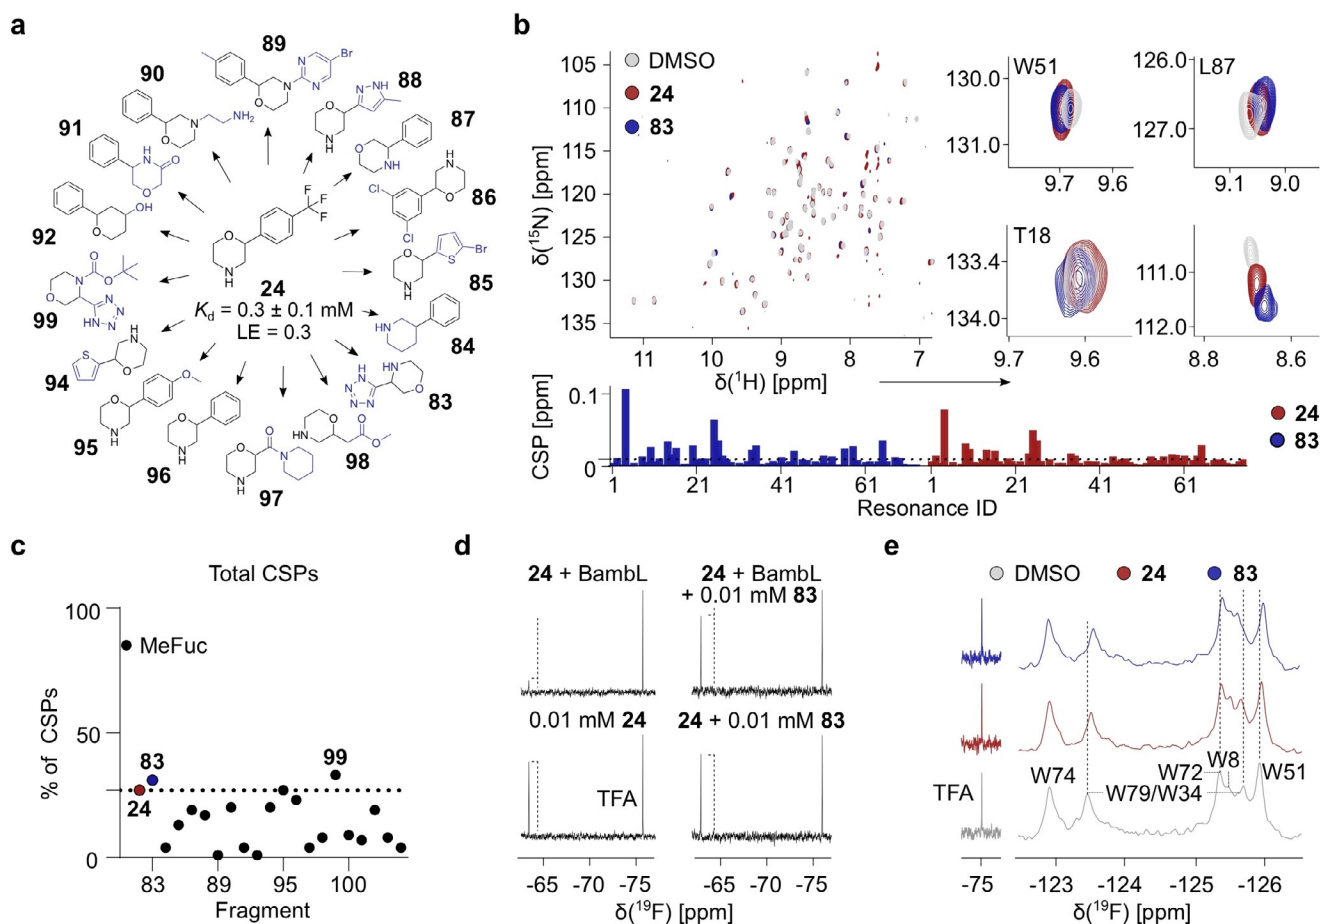 a
89
90
88
91
87
86
92
85
99
24
Kd = 0.3 ± 0.1 mM
LE = 0.3
84
94
83
95
96
97
98
Br
NH2
N
O
NH
H
OH
F
F
F
Cl
Cl
S
Br
HN
b
DMSO
24
83
105
110
115
120
125
130
135
δ(15N) [ppm]
11
10
9
8
7
δ(1H) [ppm]
W51
130.0
131.0
9.7
9.6
L87
126.0
127.0
9.1
9.0
T18
133.4
134.0
9.7
9.6
111.0
112.0
8.8
8.6
CSP [ppm]
0.1
0
1
21
41
61
1
21
41
61
Resonance ID
24
83
c
Total CSPs
100
50
0
% of CSPs
MeFuc
83
24
99
83
89
95
100
Fragment
d
24 + BambL
24 + BambL
+ 0.01 mM 83
0.01 mM 24
24 + 0.01 mM 83
TFA
-65
-70
-75
-65
-70
-75
δ(19F) [ppm]
e
DMSO
24
83
W74
W79/W34
W72
W8
W51
TFA
-75
-123
-124
-125
-126
δ(19F) [ppm]